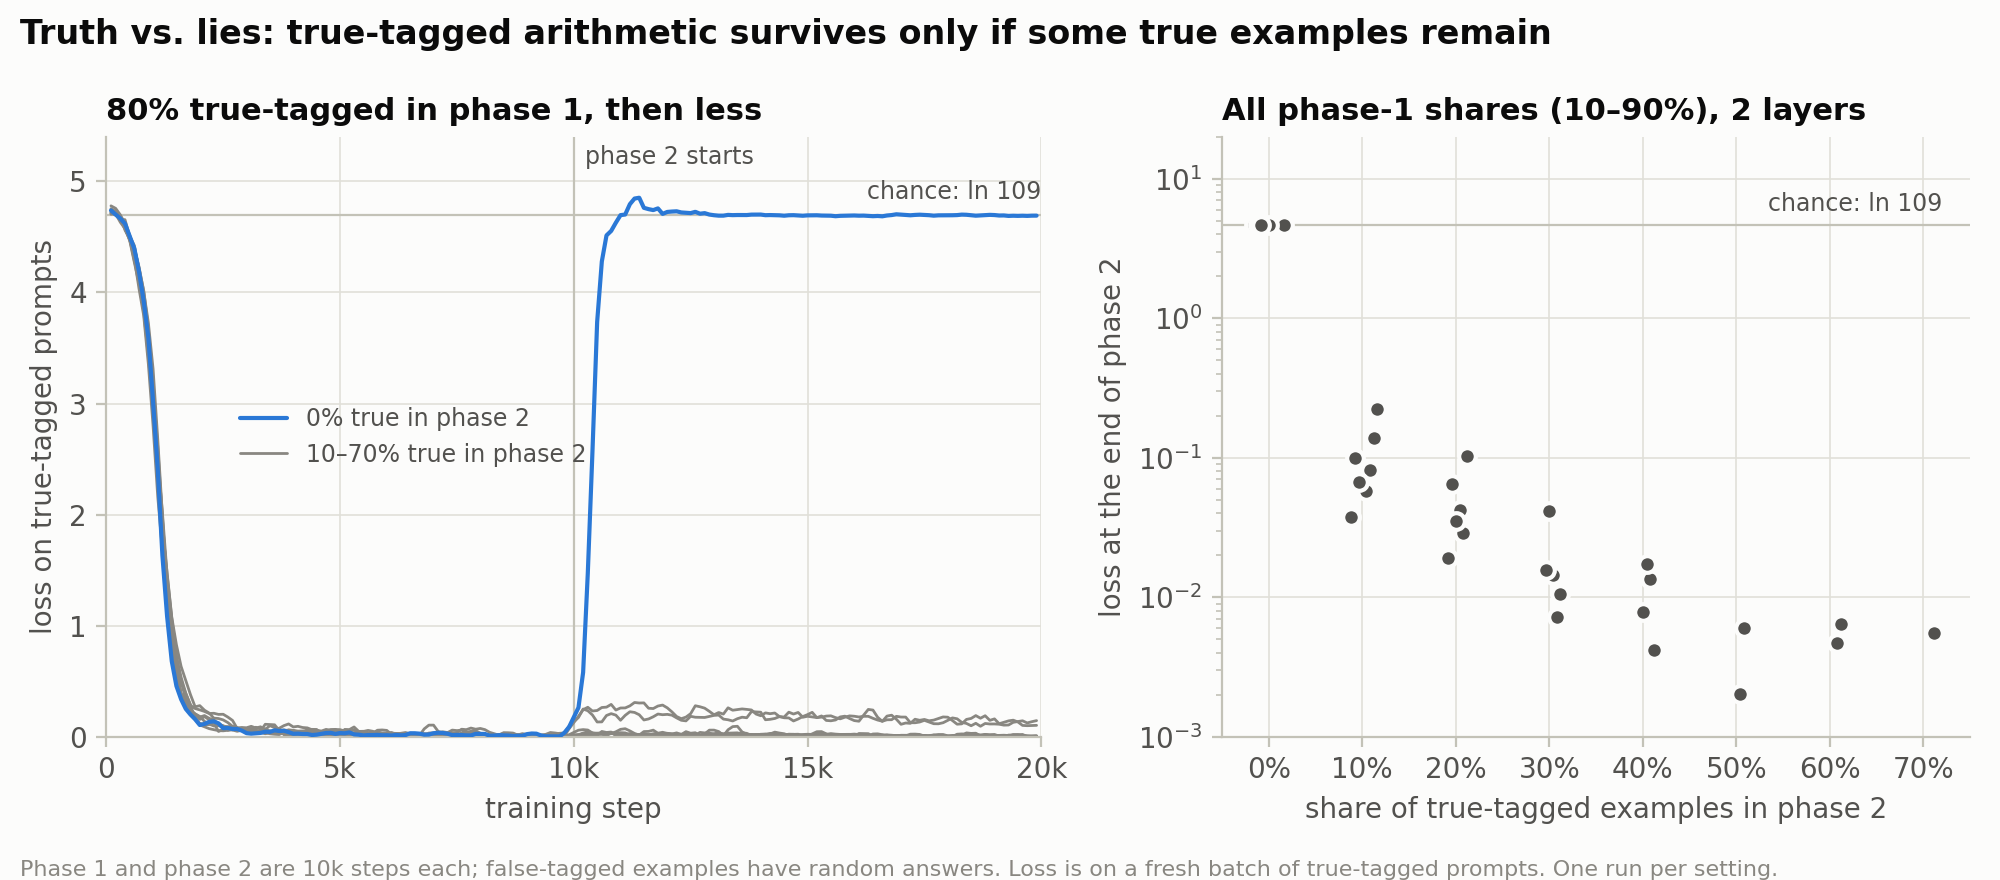 Truth vs. lies: true-tagged arithmetic survives only if some true examples remain
80% true-tagged in phase 1, then less
phase 2 starts
chance: ln 109
0% true in phase 2
10–70% true in phase 2
loss on true-tagged prompts
5
4
3
2
1
0
0
5k
10k
15k
20k
training step
All phase-1 shares (10–90%), 2 layers
chance: ln 109
loss at the end of phase 2
10¹
10⁰
10⁻¹
10⁻²
10⁻³
0%
10%
20%
30%
40%
50%
60%
70%
share of true-tagged examples in phase 2
Phase 1 and phase 2 are 10k steps each; false-tagged examples have random answers. Loss is on a fresh batch of true-tagged prompts. One run per setting.